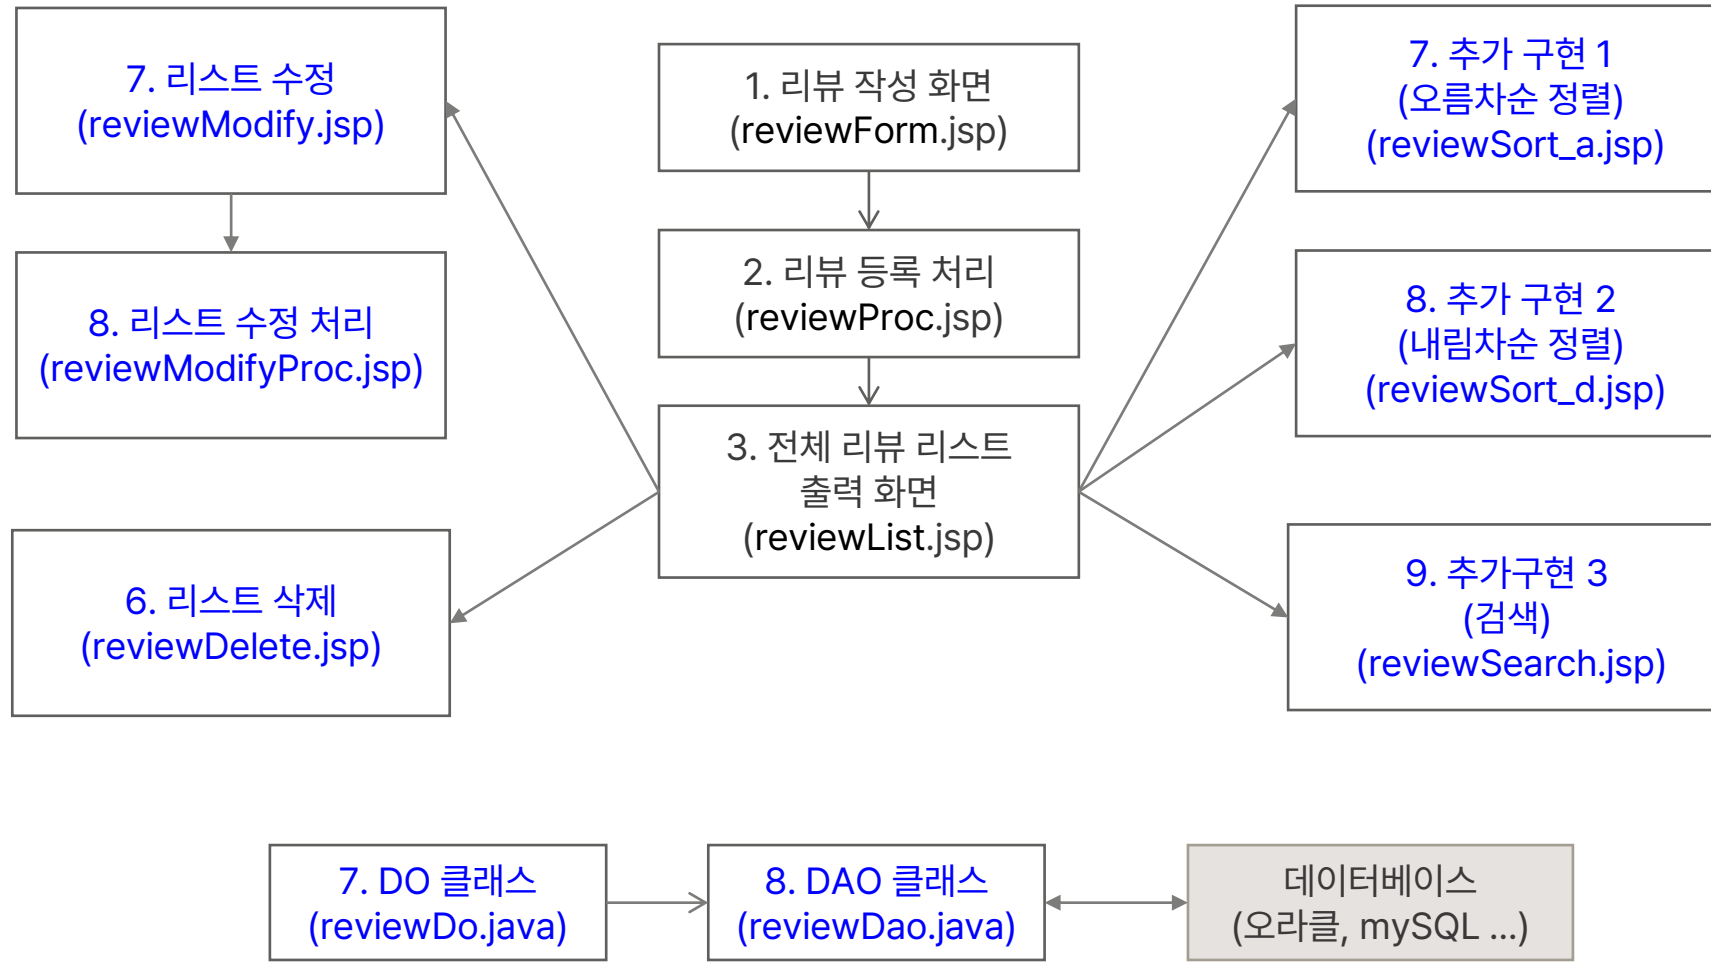 7. 리스트 수정
(reviewModify.jsp)
8. 리스트 수정 처리
(reviewModifyProc.jsp)
6. 리스트 삭제
(reviewDelete.jsp)
1. 리뷰 작성 화면
(reviewForm.jsp)
2. 리뷰 등록 처리
(reviewProc.jsp)
3. 전체 리뷰 리스트
출력 화면
(reviewList.jsp)
7. 추가 구현 1
(오름차순 정렬)
(reviewSort_a.jsp)
8. 추가 구현 2
(내림차순 정렬)
(reviewSort_d.jsp)
9. 추가구현 3
(검색)
(reviewSearch.jsp)
7. DO 클래스
(reviewDo.java)
8. DAO 클래스
(reviewDao.java)
데이터베이스
(오라클, mySQL ...)